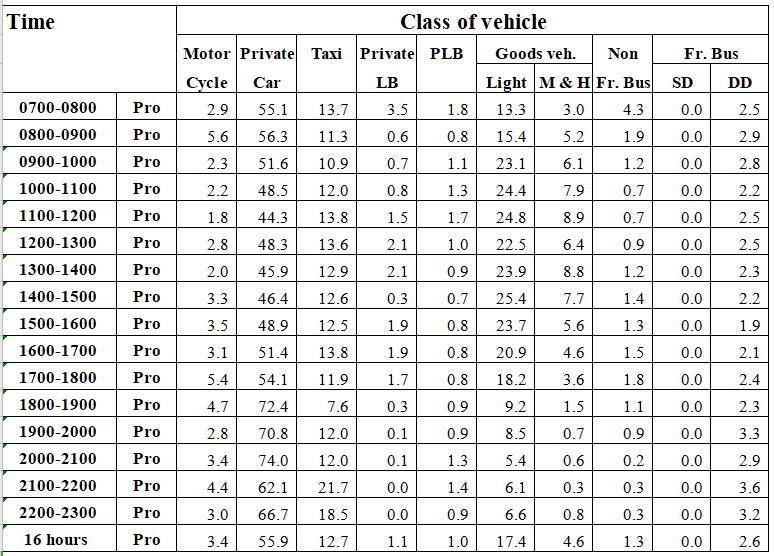 Time Class of vehicle
Motor Private Taxi Private PLB Goods veh. Non Fr. Bus
Cycle Car LB Light M & H Fr. Bus SD DD
0700-0800 Pro 2.9 55.1 13.7 3.5 1.8 13.3 3.0 4.3 0.0 2.5
0800-0900 Pro 5.6 56.3 11.3 0.6 0.8 15.4 5.2 1.9 0.0 2.9
0900-1000 Pro 2.3 51.6 10.9 0.7 1.1 23.1 6.1 1.2 0.0 2.8
1000-1100 Pro 2.2 48.5 12.0 0.8 1.3 24.4 7.9 0.7 0.0 2.2
1100-1200 Pro 1.8 44.3 13.8 1.5 1.7 24.8 8.9 0.7 0.0 2.5
1200-1300 Pro 2.8 48.3 13.6 2.1 1.0 22.5 6.4 0.9 0.0 2.5
1300-1400 Pro 2.0 45.9 12.9 2.1 0.9 23.9 8.8 1.2 0.0 2.3
1400-1500 Pro 3.3 46.4 12.6 0.3 0.7 25.4 7.7 1.4 0.0 2.2
1500-1600 Pro 3.5 48.9 12.5 1.9 0.8 23.7 5.6 1.3 0.0 1.9
1600-1700 Pro 3.1 51.4 13.8 1.9 0.8 20.9 4.6 1.5 0.0 2.1
1700-1800 Pro 5.4 54.1 11.9 1.7 0.8 18.2 3.6 1.8 0.0 2.4
1800-1900 Pro 4.7 72.4 7.6 0.3 0.9 9.2 1.5 1.1 0.0 2.3
1900-2000 Pro 2.8 70.8 12.0 0.1 0.9 8.5 0.7 0.9 0.0 3.3
2000-2100 Pro 3.4 74.0 12.0 0.1 1.3 5.4 0.6 0.2 0.0 2.9
2100-2200 Pro 4.4 62.1 21.7 0.0 1.4 6.1 0.3 0.3 0.0 3.6
2200-2300 Pro 3.0 66.7 18.5 0.0 0.9 6.6 0.8 0.3 0.0 3.2
16 hours Pro 3.4 55.9 12.7 1.1 1.0 17.4 4.6 1.3 0.0 2.6